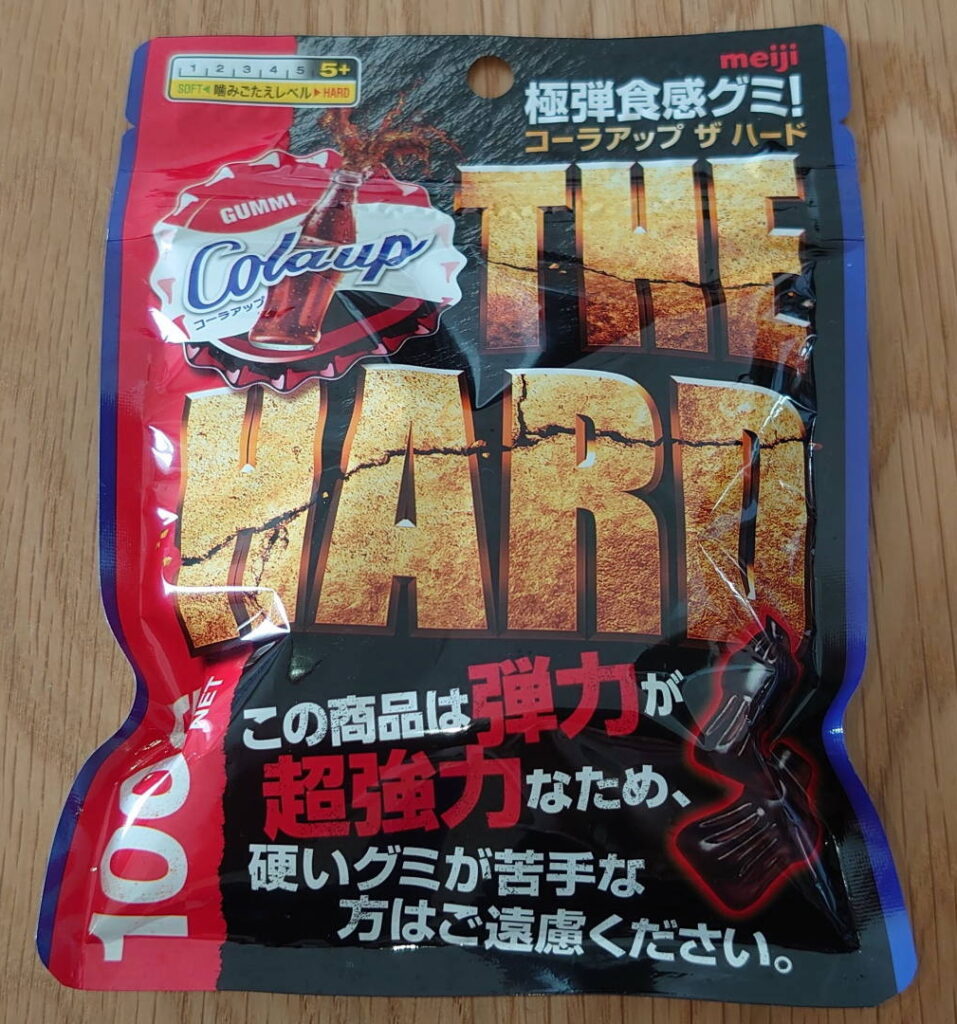 meiji
1 2 3 4 5 5+
SOFT◀ 噛みごたえレベル ▶HARD
極弾食感グミ!
コーラアップ ザ ハード
GUMMI
Colaup
コーラアップ
THE
HARD
この商品は弾力が
超強力なため、
硬いグミが苦手な
方はご遠慮ください。
NET
100